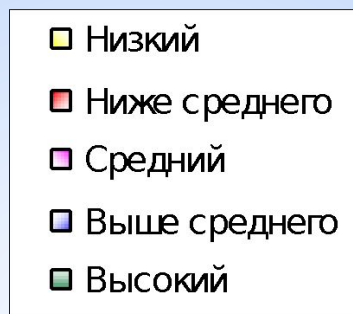 Низкий
Ниже среднего
Средний
Выше среднего
Высокий